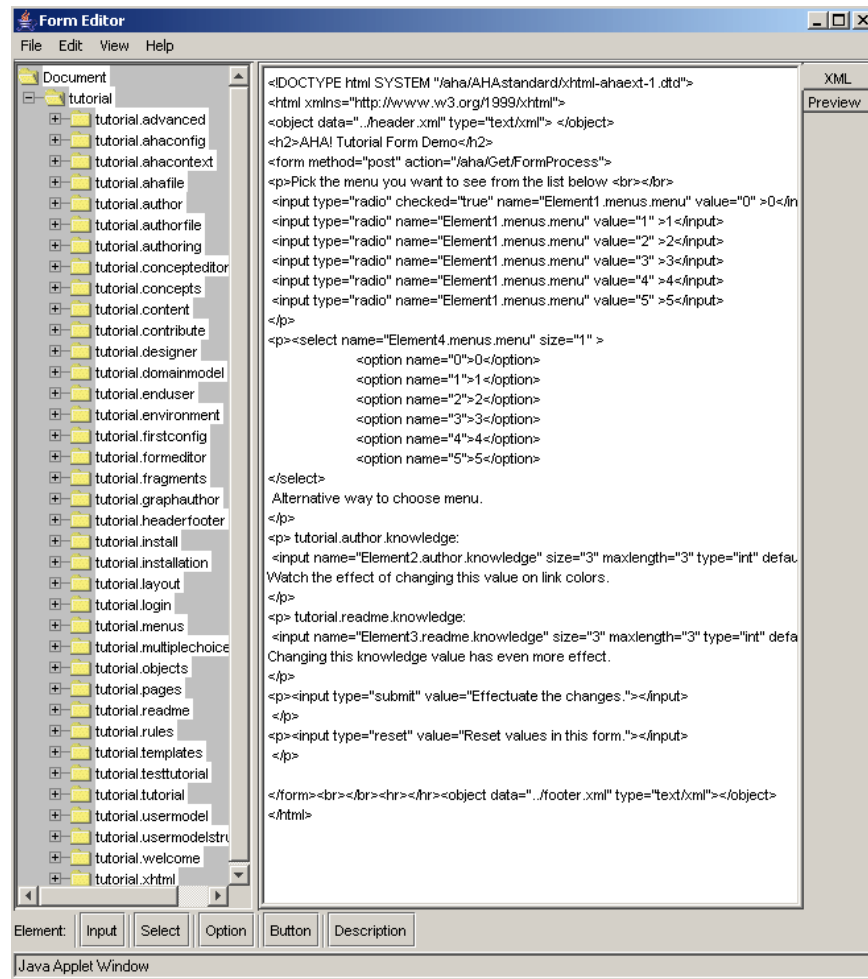 Form Editor
File Edit View Help
Document
tutorial
tutorial.advanced
tutorial.ahaconfig
tutorial.ahacontext
tutorial.ahafile
tutorial.author
tutorial.authorfile
tutorial.authoring
tutorial.concepteditor
tutorial.concepts
tutorial.content
tutorial.contribute
tutorial.designer
tutorial.domainmodel
tutorial.enduser
tutorial.environment
tutorial.firstconfig
tutorial.formeditor
tutorial.fragments
tutorial.graphauthor
tutorial.headerfooter
tutorial.install
tutorial.installation
tutorial.layout
tutorial.login
tutorial.menus
tutorial.multiplechoice
tutorial.objects
tutorial.pages
tutorial.readme
tutorial.rules
tutorial.templates
tutorial.testtutorial
tutorial.tutorial
tutorial.usermodel
tutorial.usermodelstru
tutorial.welcome
tutorial.xhtml
<!DOCTYPE html SYSTEM "/aha/AHAstandard/xhtml-ahaext-1.dtd">
<html xmlns="http://www.w3.org/1999/xhtml">
<object data="../header.xml" type="text/xml"> </object>
<h2>AHA! Tutorial Form Demo</h2>
<form method="post" action="/aha/Get/FormProcess">
<p>Pick the menu you want to see from the list below <br></br>
<input type="radio" checked="true" name="Element1.menus.menu" value="0" >0</in
<input type="radio" name="Element1.menus.menu" value="1" >1</input>
<input type="radio" name="Element1.menus.menu" value="2" >2</input>
<input type="radio" name="Element1.menus.menu" value="3" >3</input>
<input type="radio" name="Element1.menus.menu" value="4" >4</input>
<input type="radio" name="Element1.menus.menu" value="5" >5</input>
</p>
<p><select name="Element4.menus.menu" size="1" >
<option name="0">0</option>
<option name="1">1</option>
<option name="2">2</option>
<option name="3">3</option>
<option name="4">4</option>
<option name="5">5</option>
</select>
Alternative way to choose menu.
</p>
<p> tutorial.author.knowledge:
<input name="Element2.author.knowledge" size="3" maxlength="3" type="int" defau
Watch the effect of changing this value on link colors.
</p>
<p> tutorial.readme.knowledge:
<input name="Element3.readme.knowledge" size="3" maxlength="3" type="int" defa
Changing this knowledge value has even more effect.
</p>
<p><input type="submit" value="Effectuate the changes."></input>
</p>
<p><input type="reset" value="Reset values in this form."></input>
</p>
</form><br></br><hr></hr><object data="../footer.xml" type="text/xml"></object>
</html>
XML
Preview
Element: Input Select Option Button Description
Java Applet Window